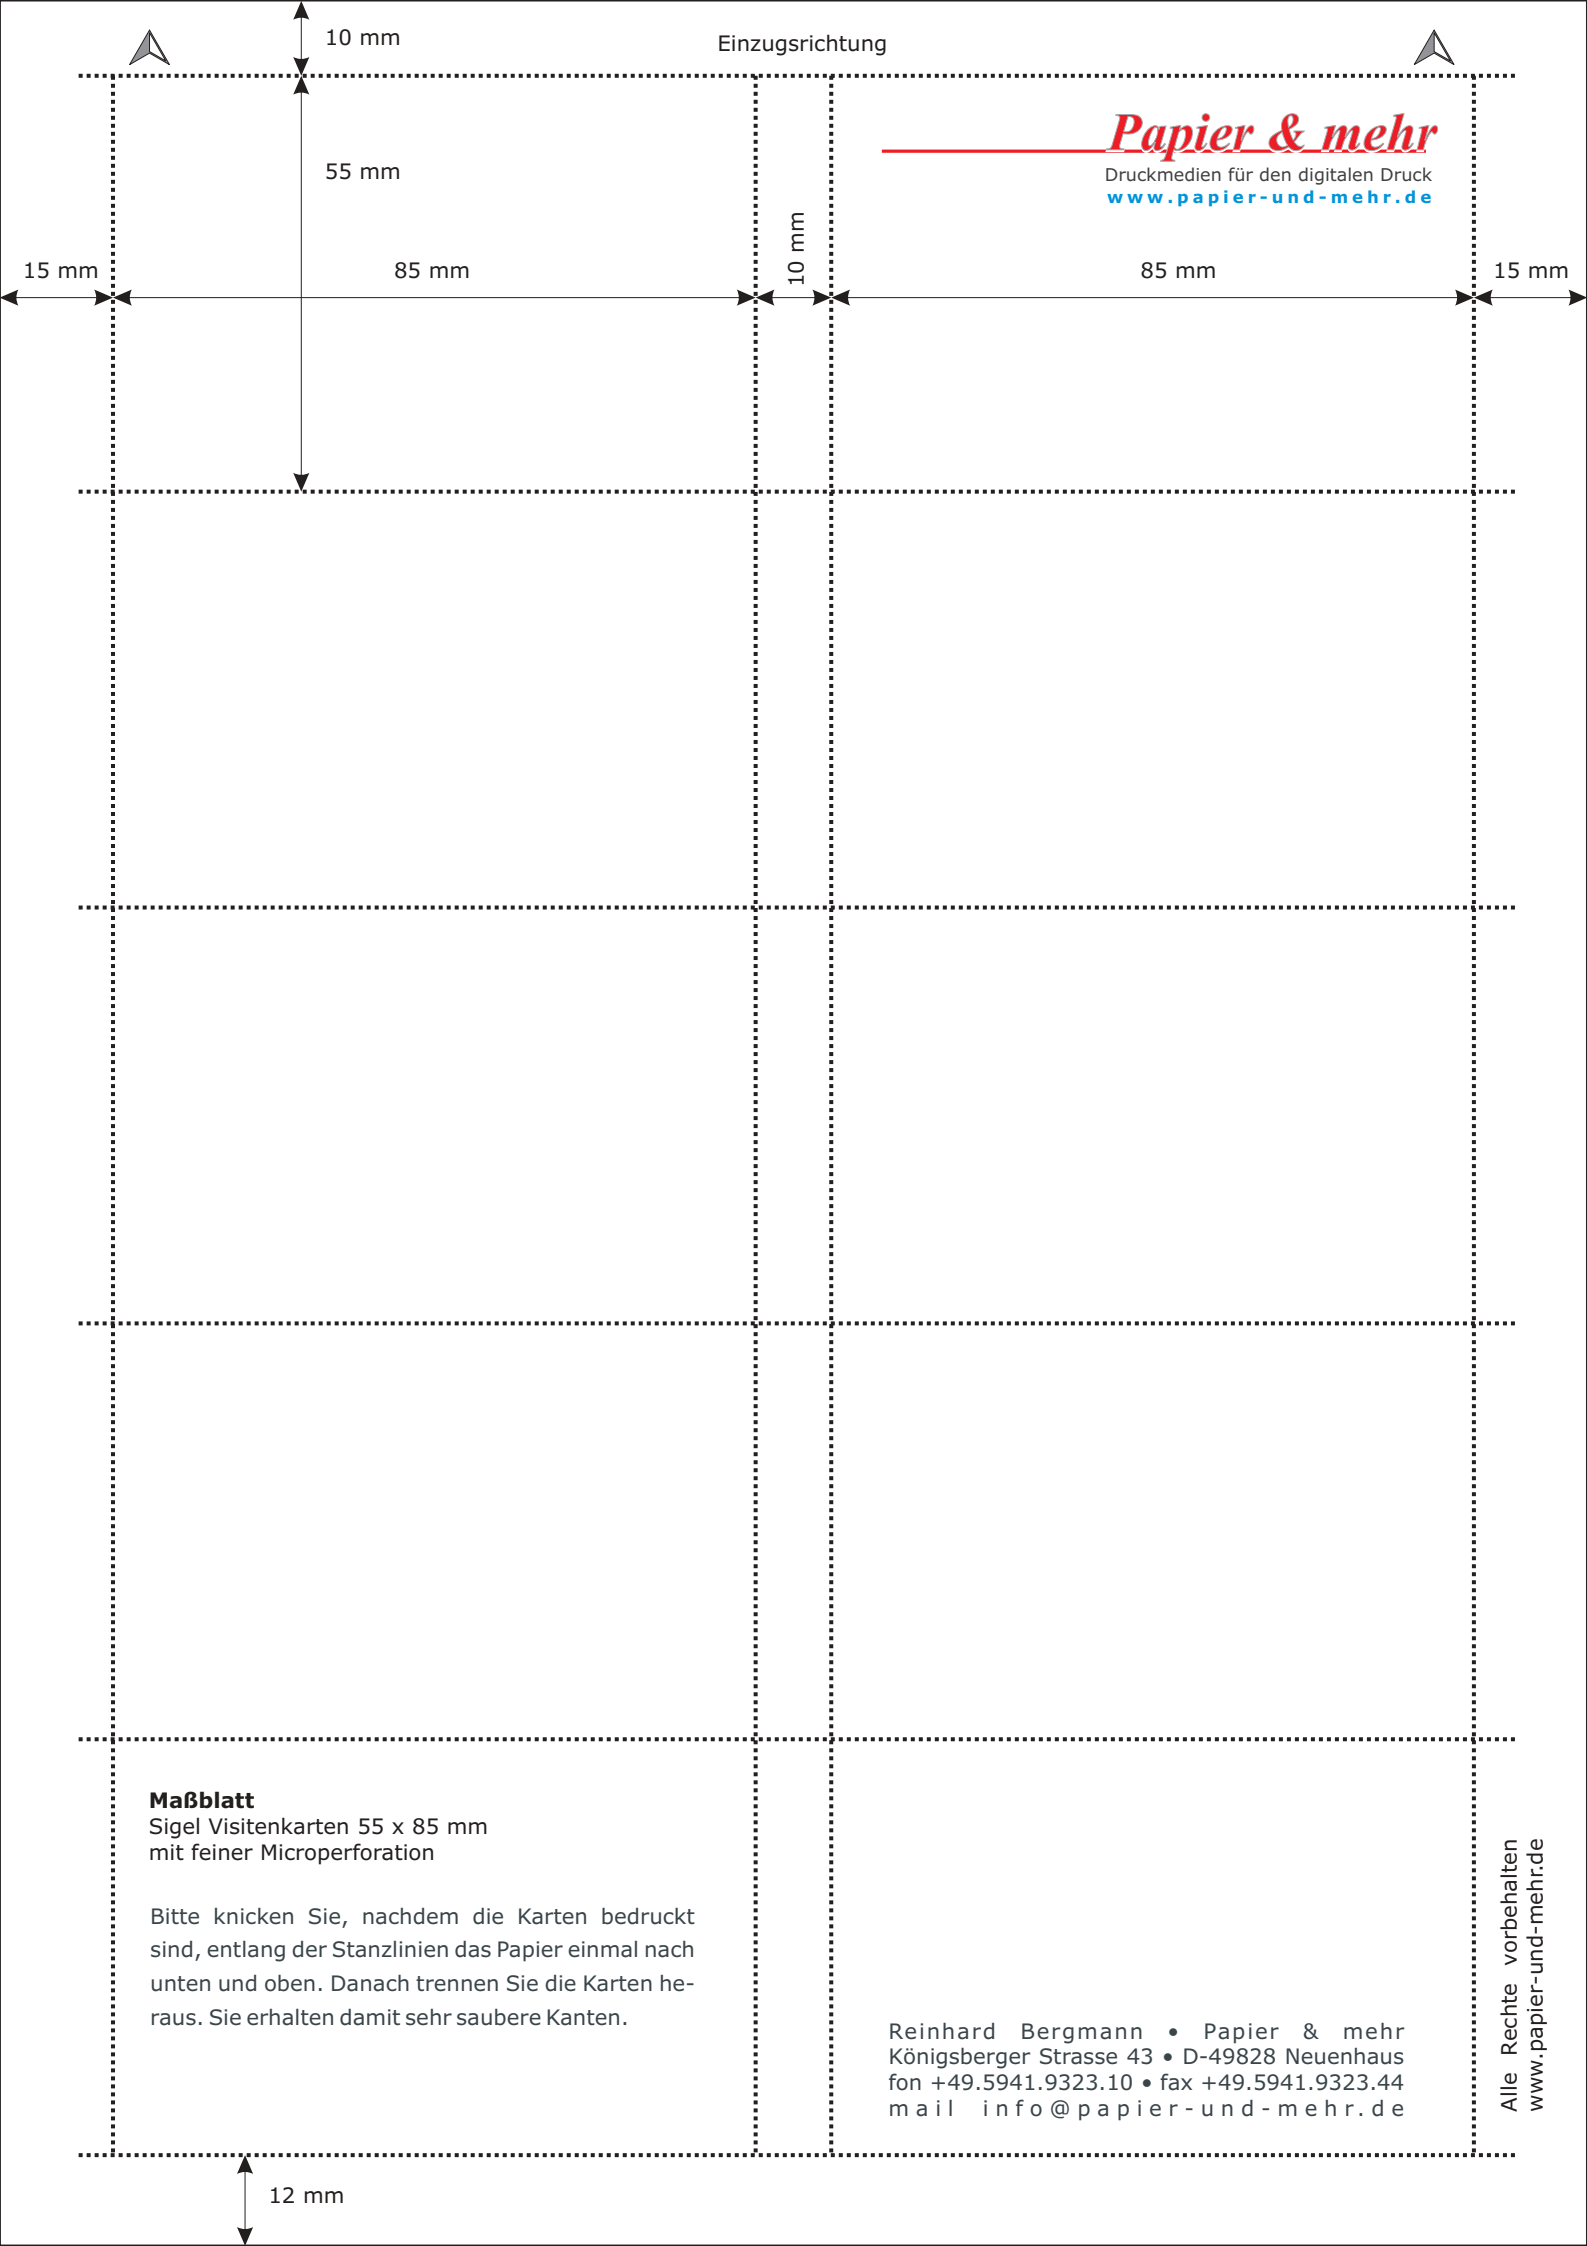 10 mm
Einzugsrichtung
55 mm
Papier & mehr
Druckmedien für den digitalen Druck
www.papier-und-mehr.de
15 mm
85 mm
10 mm
85 mm
15 mm
Maßblatt
Sigel Visitenkarten 55 x 85 mm
mit feiner Microperforation
Bitte knicken Sie, nachdem die Karten bedruckt
sind, entlang der Stanzlinien das Papier einmal nach
unten und oben. Danach trennen Sie die Karten he-
raus. Sie erhalten damit sehr saubere Kanten.
Reinhard Bergmann • Papier & mehr
Königsberger Strasse 43 • D-49828 Neuenhaus
fon +49.5941.9323.10 • fax +49.5941.9323.44
mail info@papier-und-mehr.de
Alle Rechte vorbehalten
www.papier-und-mehr.de
12 mm